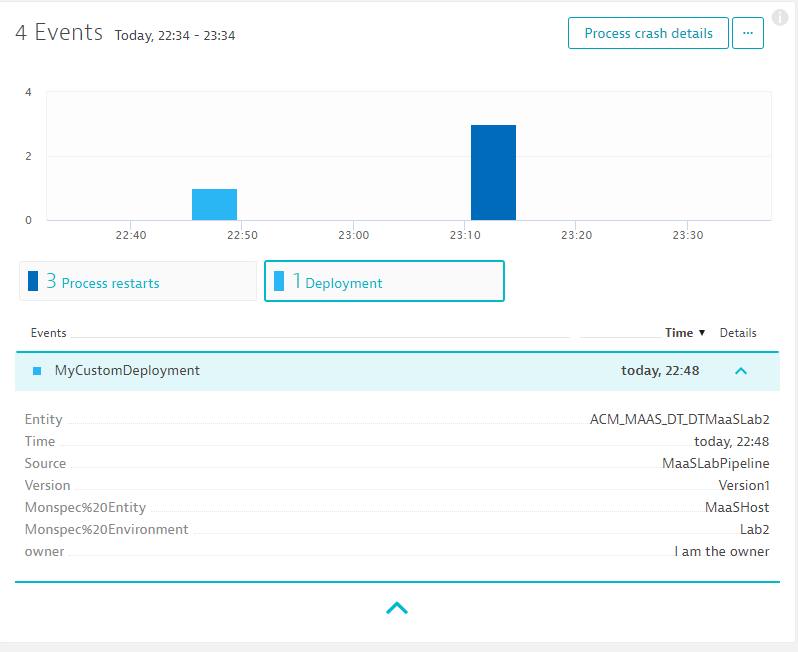 4 Events Today, 22:34 - 23:34 Process crash details ... i
4
2
0
22:40 22:50 23:00 23:10 23:20 23:30
3 Process restarts 1 Deployment
Events Time ▼ Details
MyCustomDeployment today, 22:48
Entity ACM_MAAS_DT_DTMaaSLab2
Time today, 22:48
Source MaaSLabPipeline
Version Version1
Monspec%20Entity MaaSHost
Monspec%20Environment Lab2
owner I am the owner